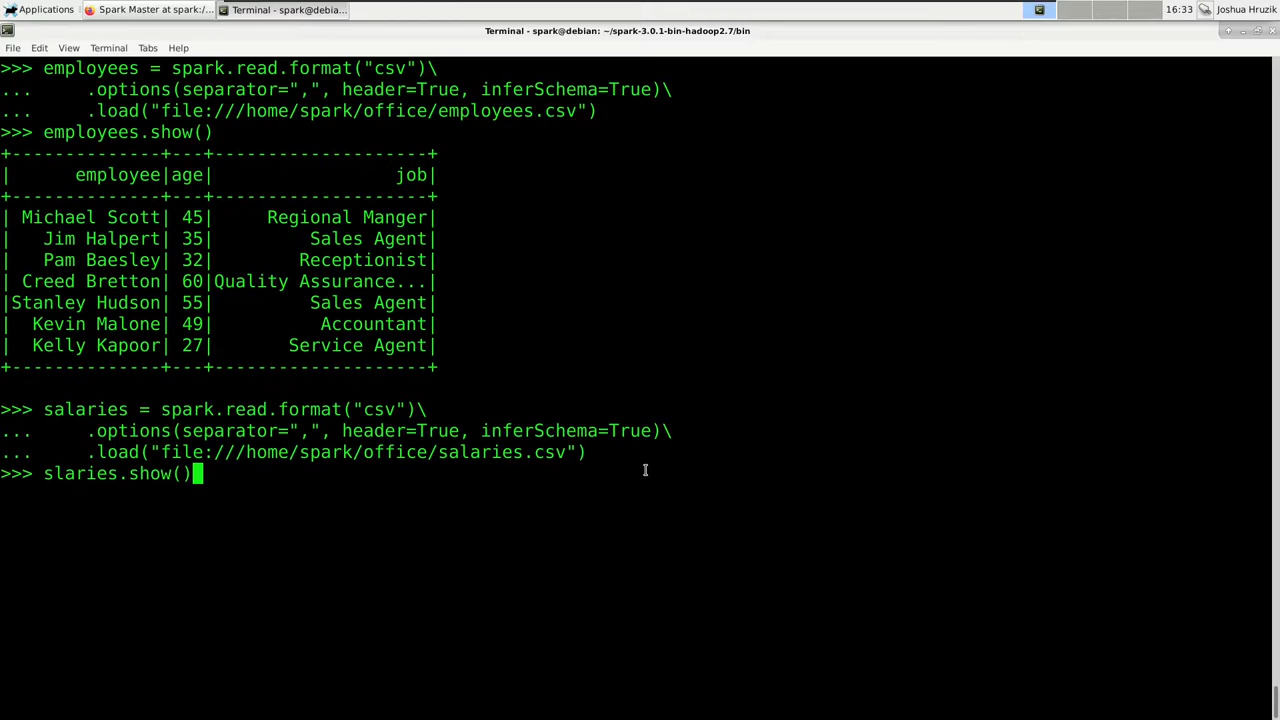 Applications
Spark Master at spark:/...
Terminal - spark@debia...
16:33
Joshua Hruzik
Terminal - spark@debian: ~/spark-3.0.1-bin-hadoop2.7/bin
File Edit View Terminal Tabs Help
>>> employees = spark.read.format("csv")\
...     .options(separator=",", header=True, inferSchema=True)\
...     .load("file:///home/spark/office/employees.csv")
>>> employees.show()
+--------------+---+--------------------+
|      employee|age|                 job|
+--------------+---+--------------------+
| Michael Scott| 45|     Regional Manger|
|   Jim Halpert| 35|         Sales Agent|
|   Pam Baesley| 32|        Receptionist|
| Creed Bretton| 60|Quality Assurance...|
|Stanley Hudson| 55|         Sales Agent|
|  Kevin Malone| 49|          Accountant|
|  Kelly Kapoor| 27|       Service Agent|
+--------------+---+--------------------+
>>> salaries = spark.read.format("csv")\
...     .options(separator=",", header=True, inferSchema=True)\
...     .load("file:///home/spark/office/salaries.csv")
>>> slaries.show()